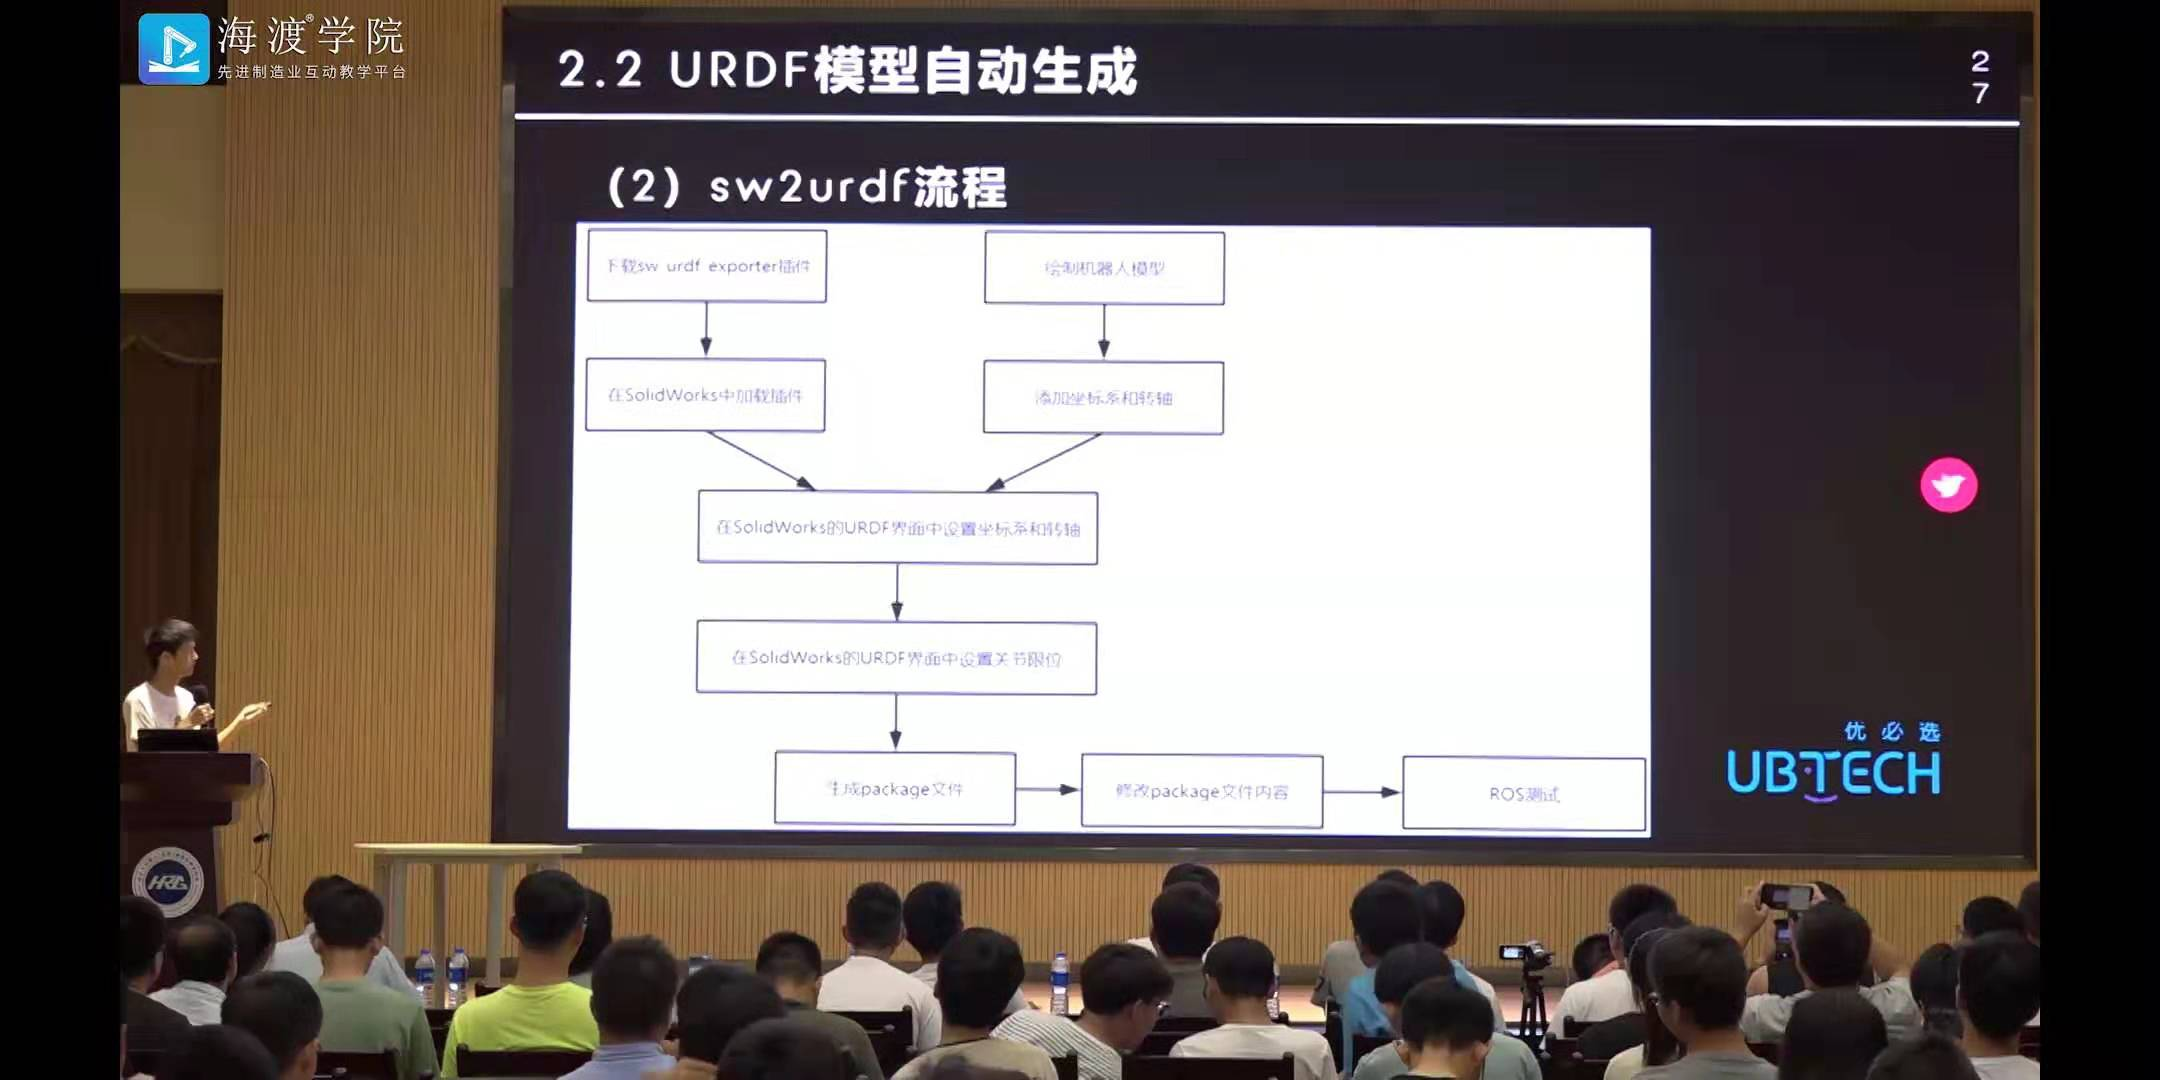 海渡学院®
先进制造业互动教学平台
2.2 URDF模型自动生成
2
7
(2) sw2urdf流程
下载sw urdf exporter插件
绘制机器人模型
在SolidWorks中加载插件
添加坐标系和转轴
在SolidWorks的URDF界面中设置坐标系和转轴
在SolidWorks的URDF界面中设置关节限位
生成package文件
修改package文件内容
ROS测试
优必选
UBTECH
HRG